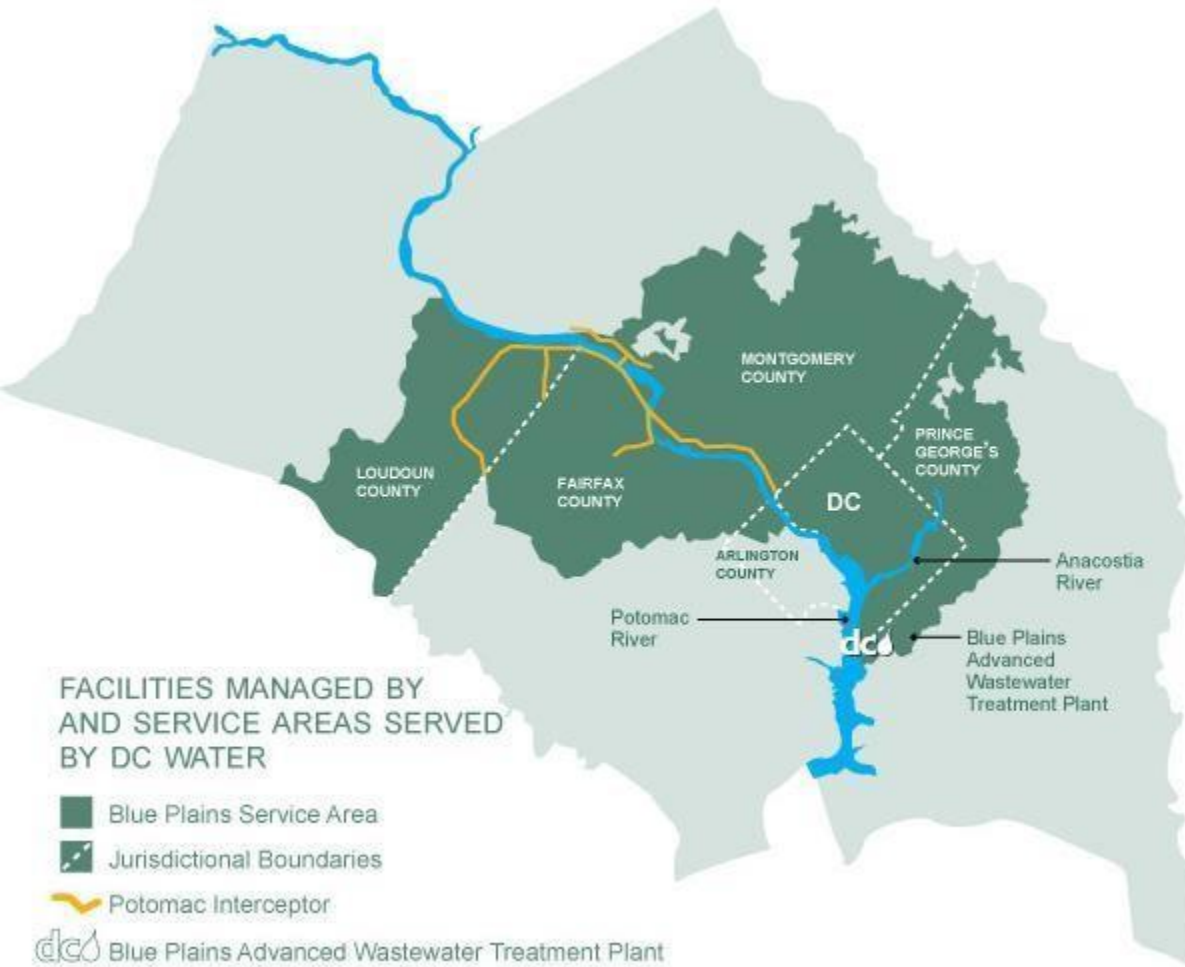 MONTGOMERY
COUNTY
PRINCE
GEORGE'S
COUNTY
LOUDOUN
COUNTY
FAIRFAX
COUNTY
DC
ARLINGTON
COUNTY
Anacostia
River
Potomac
River
dc
Blue Plains
Advanced
Wastewater
Treatment Plant
FACILITIES MANAGED BY
AND SERVICE AREAS SERVED
BY DC WATER
Blue Plains Service Area
Jurisdictional Boundaries
Potomac Interceptor
dc Blue Plains Advanced Wastewater Treatment Plant